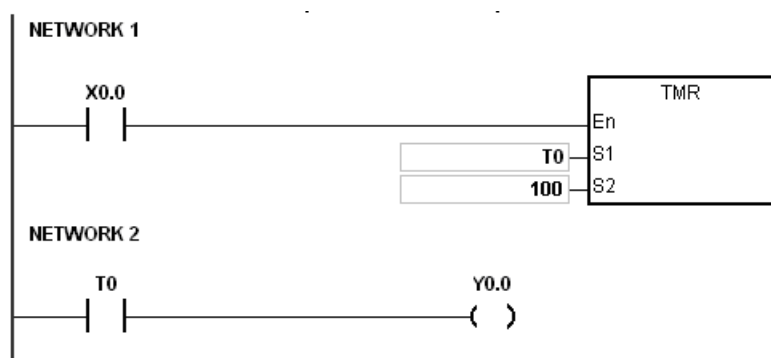 NETWORK 1
X0.0
TMR
En
T0 S1
100 S2
NETWORK 2
T0 Y0.0